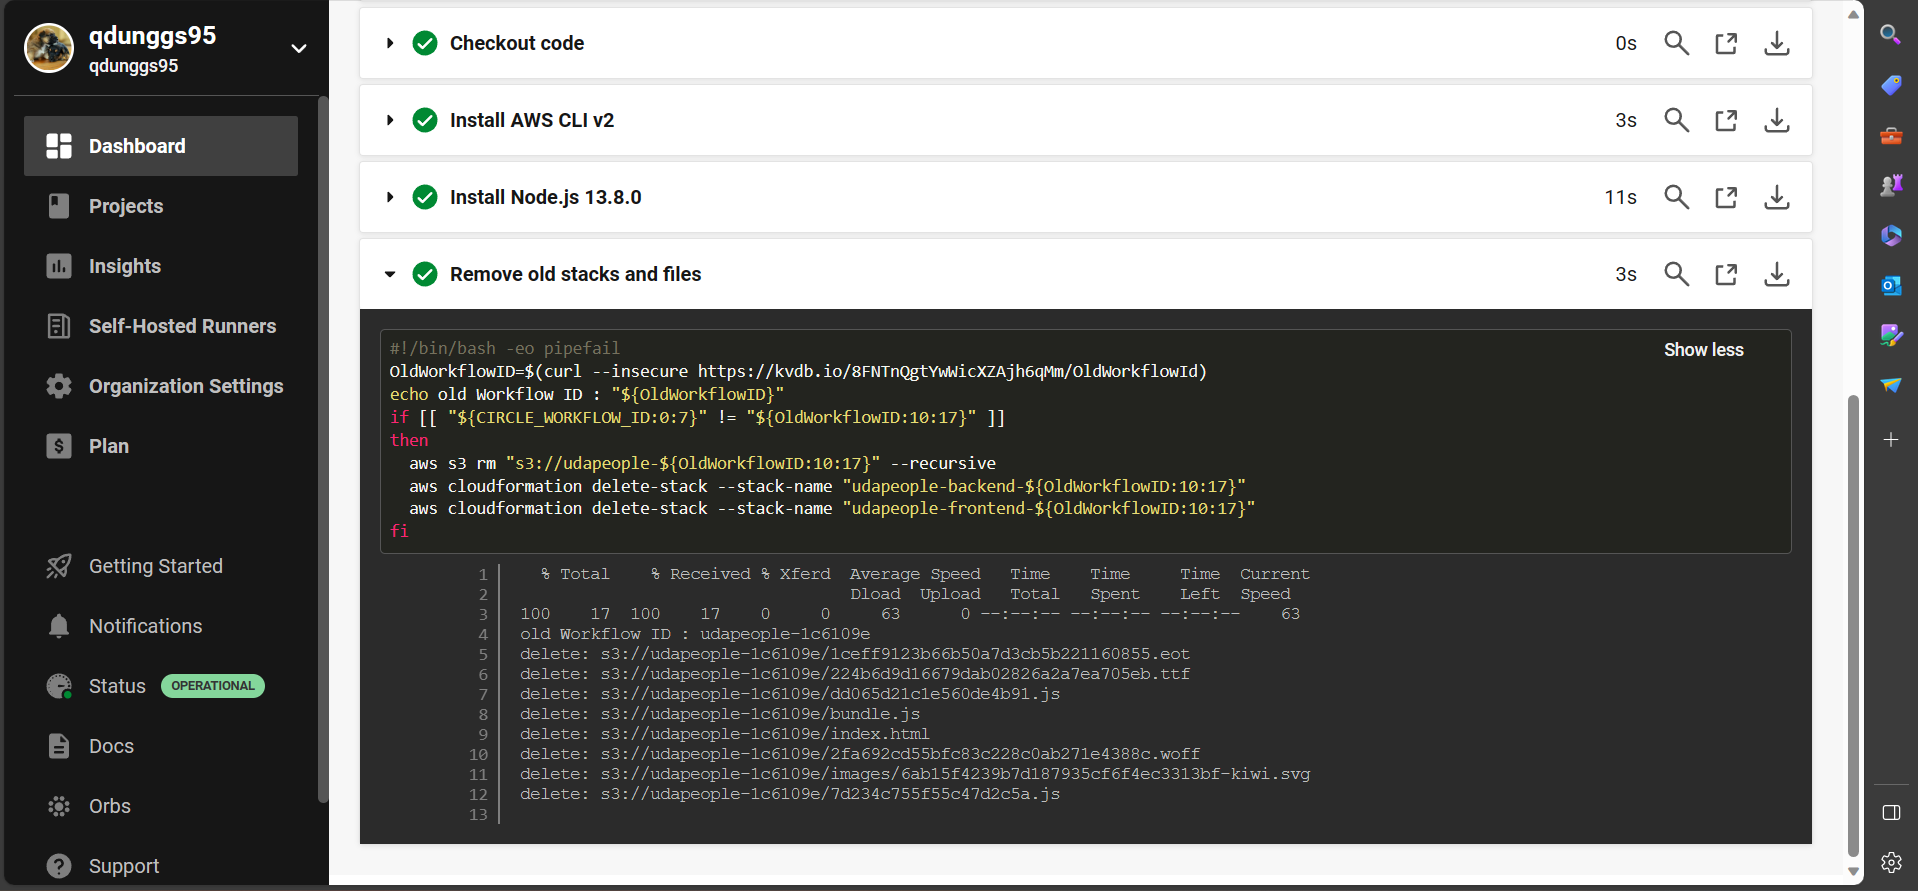 qdunggs95
qdunggs95
Dashboard
Projects
Insights
Self-Hosted Runners
Organization Settings
Plan
Getting Started
Notifications
Status OPERATIONAL
Docs
Orbs
Support
Checkout code 0s
Install AWS CLI v2 3s
Install Node.js 13.8.0 11s
Remove old stacks and files 3s
Show less
#!/bin/bash -eo pipefail
OldWorkflowID=$(curl --insecure https://kvdb.io/8FNTnQgtYwWicXZAjh6qMm/OldWorkflowId)
echo old Workflow ID : "${OldWorkflowID}"
if [[ "${CIRCLE_WORKFLOW_ID:0:7}" != "${OldWorkflowID:10:17}" ]]
then
  aws s3 rm "s3://udapeople-${OldWorkflowID:10:17}" --recursive
  aws cloudformation delete-stack --stack-name "udapeople-backend-${OldWorkflowID:10:17}"
  aws cloudformation delete-stack --stack-name "udapeople-frontend-${OldWorkflowID:10:17}"
fi
1 % Total % Received % Xferd Average Speed Time Time Time Current
2 Dload Upload Total Spent Left Speed
3 100 17 100 17 0 0 63 0 --:--:-- --:--:-- --:--:-- 63
4 old Workflow ID : udapeople-1c6109e
5 delete: s3://udapeople-1c6109e/1ceff9123b66b50a7d3cb5b221160855.eot
6 delete: s3://udapeople-1c6109e/224b6d9d16679dab02826a2a7ea705eb.ttf
7 delete: s3://udapeople-1c6109e/dd065d21c1e560de4b91.js
8 delete: s3://udapeople-1c6109e/bundle.js
9 delete: s3://udapeople-1c6109e/index.html
10 delete: s3://udapeople-1c6109e/2fa692cd55bfc83c228c0ab271e4388c.woff
11 delete: s3://udapeople-1c6109e/images/6ab15f4239b7d187935cf6f4ec3313bf-kiwi.svg
12 delete: s3://udapeople-1c6109e/7d234c755f55c47d2c5a.js
13